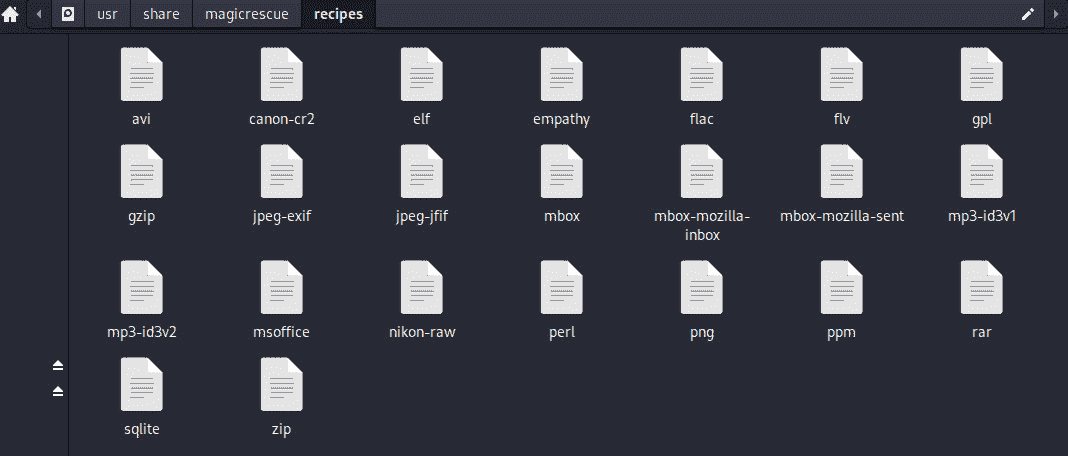 usr share magicrescue recipes
avi canon-cr2 elf empathy flac flv gpl
gzip jpeg-exif jpeg-jfif mbox mbox-mozilla-inbox mbox-mozilla-sent mp3-id3v1
mp3-id3v2 msoffice nikon-raw perl png ppm rar
sqlite zip